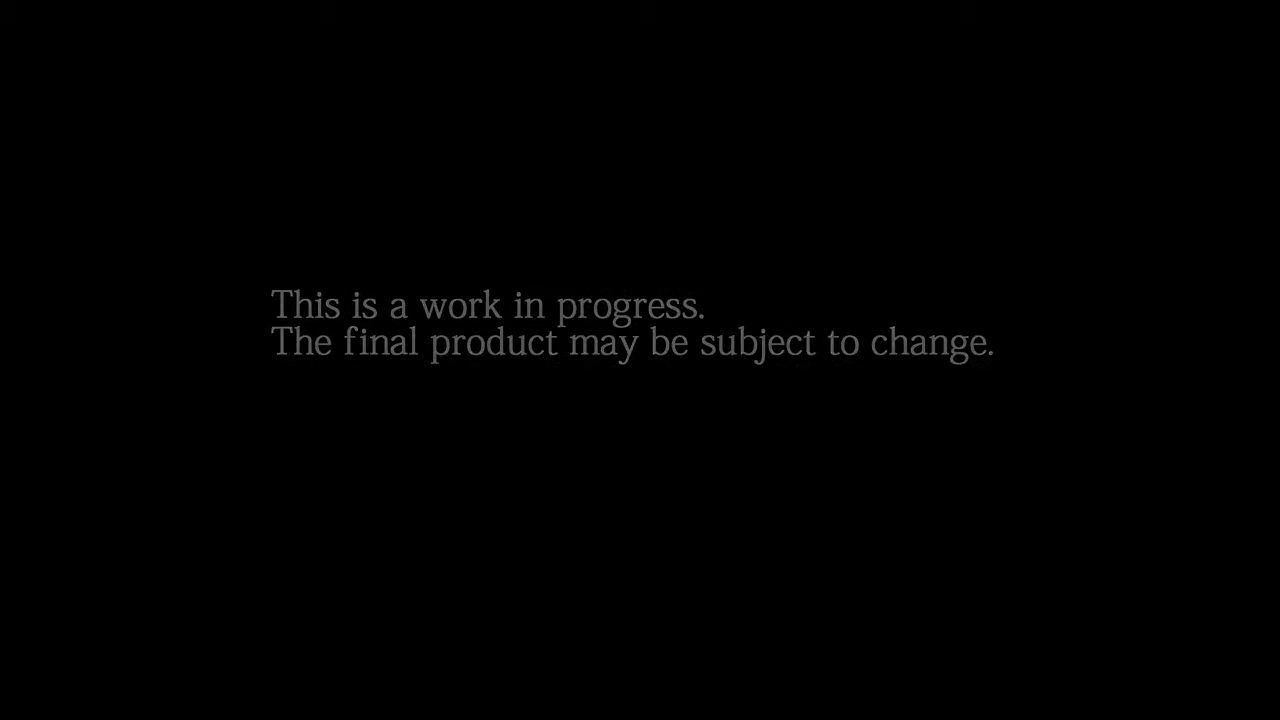 This is a work in progress.
The final product may be subject to change.